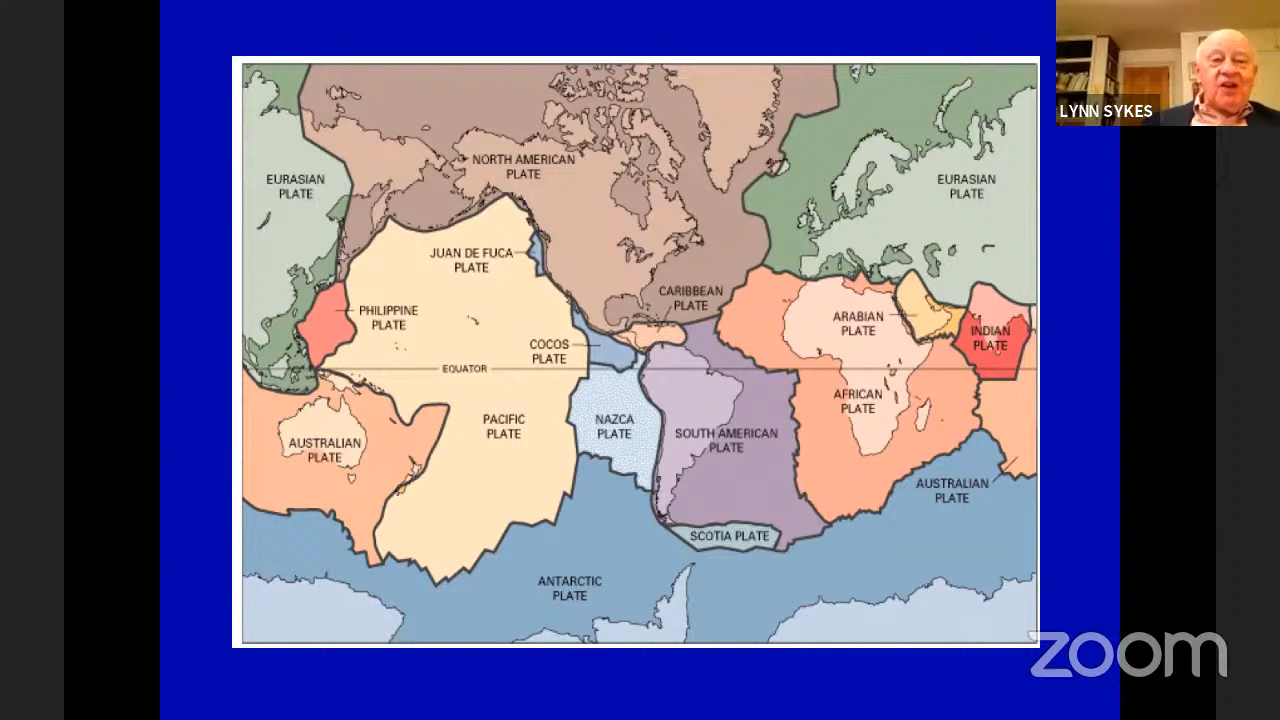 LYNN SYKES
NORTH AMERICAN
PLATE
EURASIAN
PLATE
EURASIAN
PLATE
JUAN DE FUCA
PLATE
CARIBBEAN
PLATE
PHILIPPINE
PLATE
ARABIAN
PLATE
INDIAN
PLATE
COCOS
PLATE
EQUATOR
AFRICAN
PLATE
PACIFIC
PLATE
NAZCA
PLATE
SOUTH AMERICAN
PLATE
AUSTRALIAN
PLATE
AUSTRALIAN
PLATE
SCOTIA PLATE
ANTARCTIC
PLATE
zoom